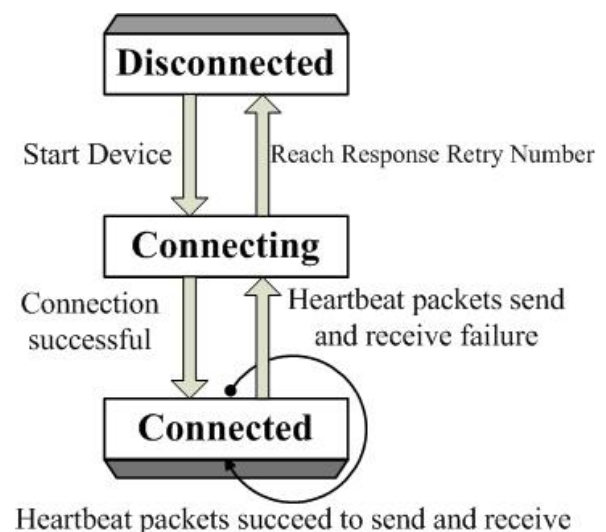 Disconnected
Start Device
Reach Response Retry Number
Connecting
Connection
successful
Heartbeat packets send
and receive failure
Connected
Heartbeat packets succeed to send and receive